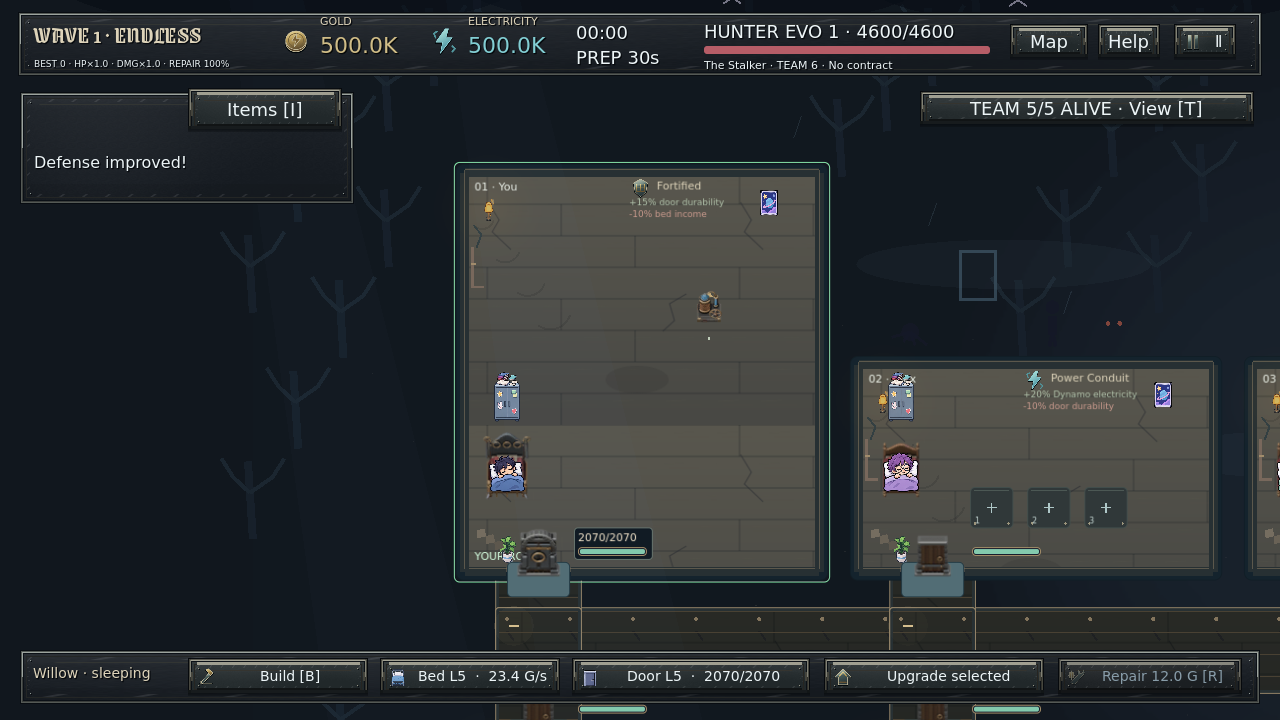 WAVE 1 · ENDLESS
BEST 0 · HP×1.0 · DMG×1.0 · REPAIR 100%
GOLD
500.0K
ELECTRICITY
500.0K
00:00
PREP 30s
HUNTER EVO 1 · 4600/4600
The Stalker · TEAM 6 · No contract
Map
Help
II
Items [I]
Defense improved!
TEAM 5/5 ALIVE · View [T]
01 · You
Fortified
+15% door durability
-10% bed income
2070/2070
02
Power Conduit
+20% Dynamo electricity
-10% door durability
1
2
3
03
Willow · sleeping
Build [B]
Bed L5 · 23.4 G/s
Door L5 · 2070/2070
Upgrade selected
Repair 12.0 G [R]